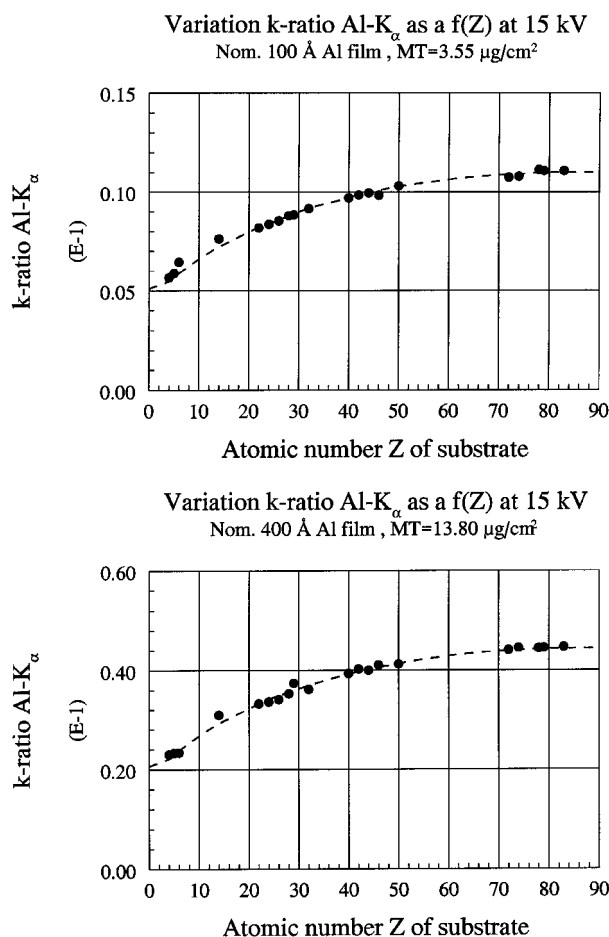 Variation k-ratio Al-Kα as a f(Z) at 15 kV
Nom. 100 Å Al film , MT=3.55 μg/cm²
k-ratio Al-Kα
(E-1)
0.15
0.10
0.05
0.00
0 10 20 30 40 50 60 70 80 90
Atomic number Z of substrate
Variation k-ratio Al-Kα as a f(Z) at 15 kV
Nom. 400 Å Al film , MT=13.80 μg/cm²
k-ratio Al-Kα
(E-1)
0.60
0.40
0.20
0.00
0 10 20 30 40 50 60 70 80 90
Atomic number Z of substrate